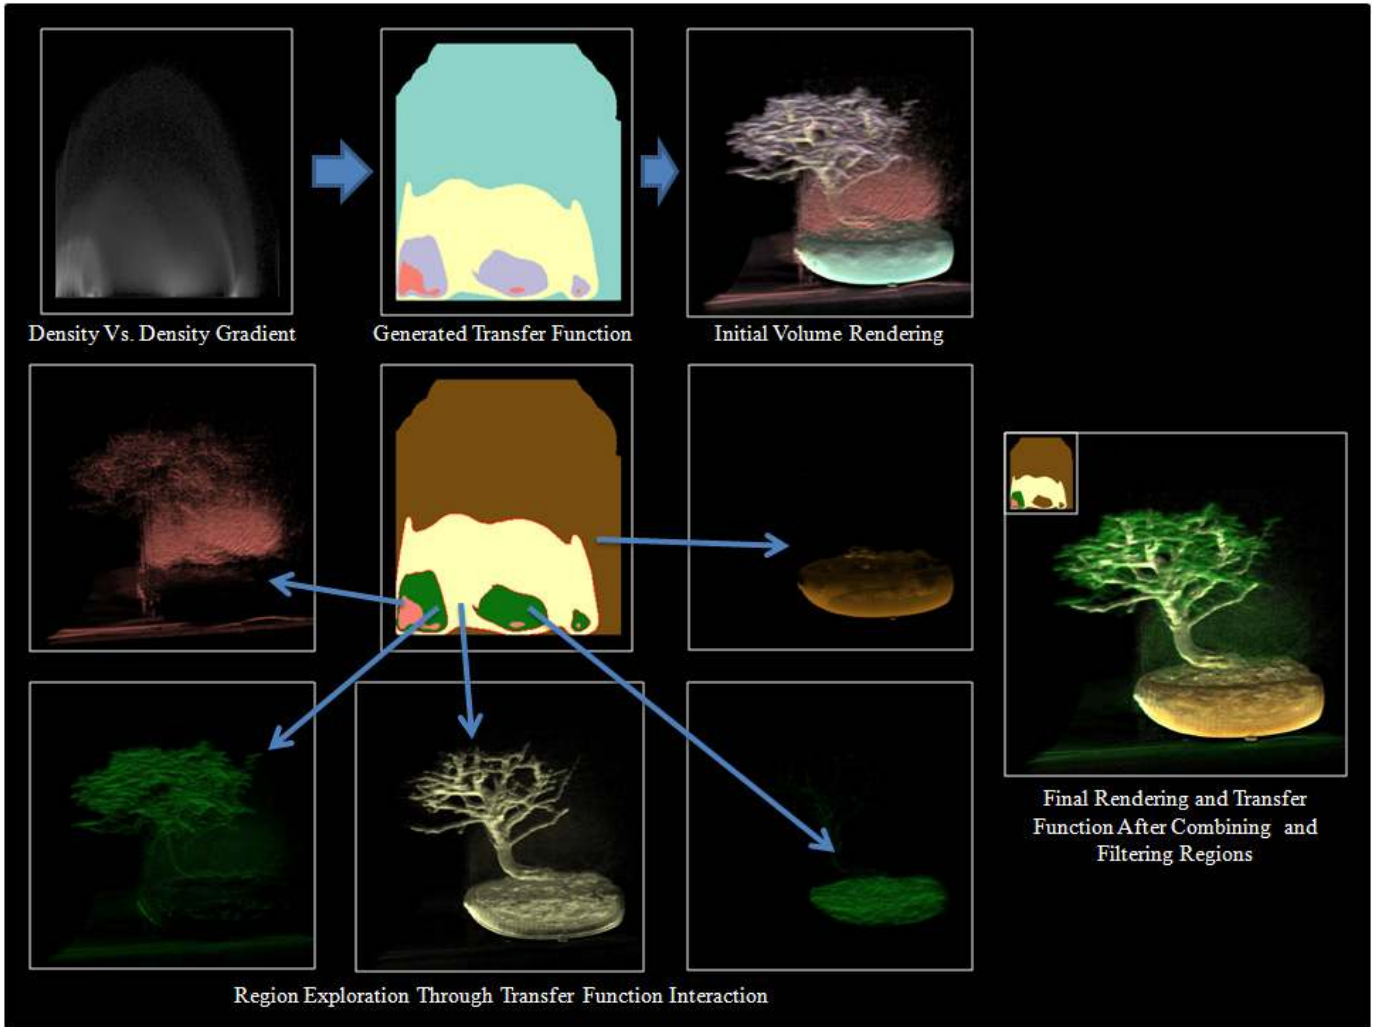 Density Vs. Density Gradient
Generated Transfer Function
Initial Volume Rendering
Final Rendering and Transfer
Function After Combining and
Filtering Regions
Region Exploration Through Transfer Function Interaction